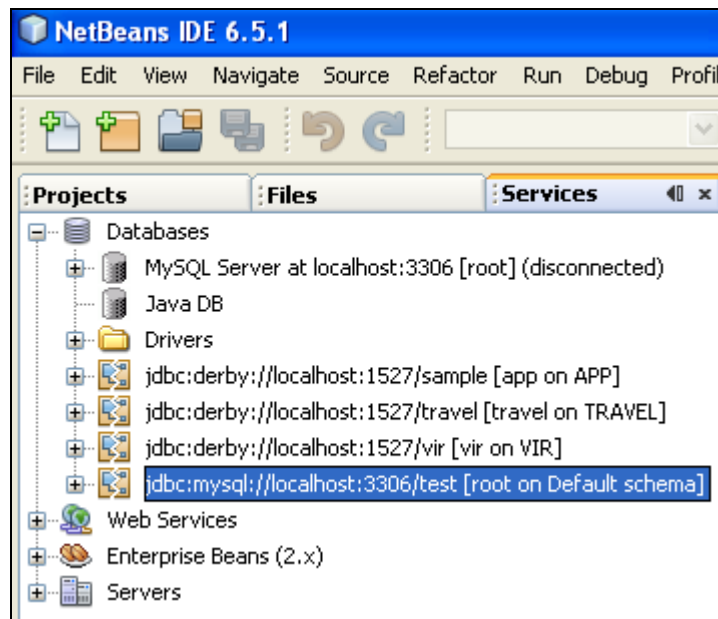 NetBeans IDE 6.5.1
File Edit View Navigate Source Refactor Run Debug Profil
Projects Files Services
Databases
MySQL Server at localhost:3306 [root] (disconnected)
Java DB
Drivers
jdbc:derby://localhost:1527/sample [app on APP]
jdbc:derby://localhost:1527/travel [travel on TRAVEL]
jdbc:derby://localhost:1527/vir [vir on VIR]
jdbc:mysql://localhost:3306/test [root on Default schema]
Web Services
Enterprise Beans (2.x)
Servers